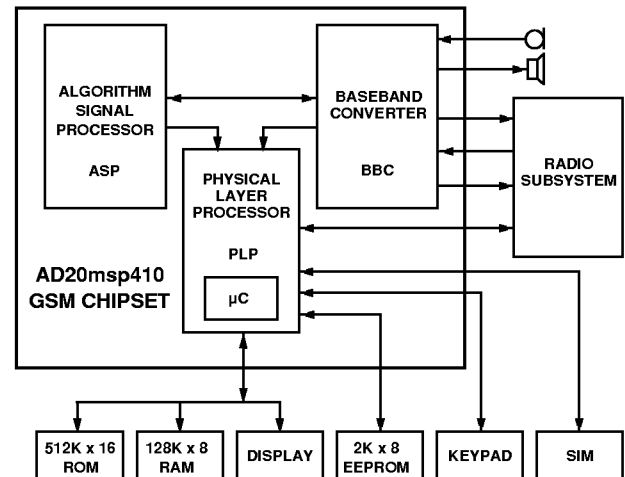 ALGORITHM
SIGNAL
PROCESSOR
ASP
BASEBAND
CONVERTER
BBC
RADIO
SUBSYSTEM
PHYSICAL
LAYER
PROCESSOR
PLP
µC
AD20msp410
GSM CHIPSET
512K x 16
ROM
128K x 8
RAM
DISPLAY
2K x 8
EEPROM
KEYPAD
SIM